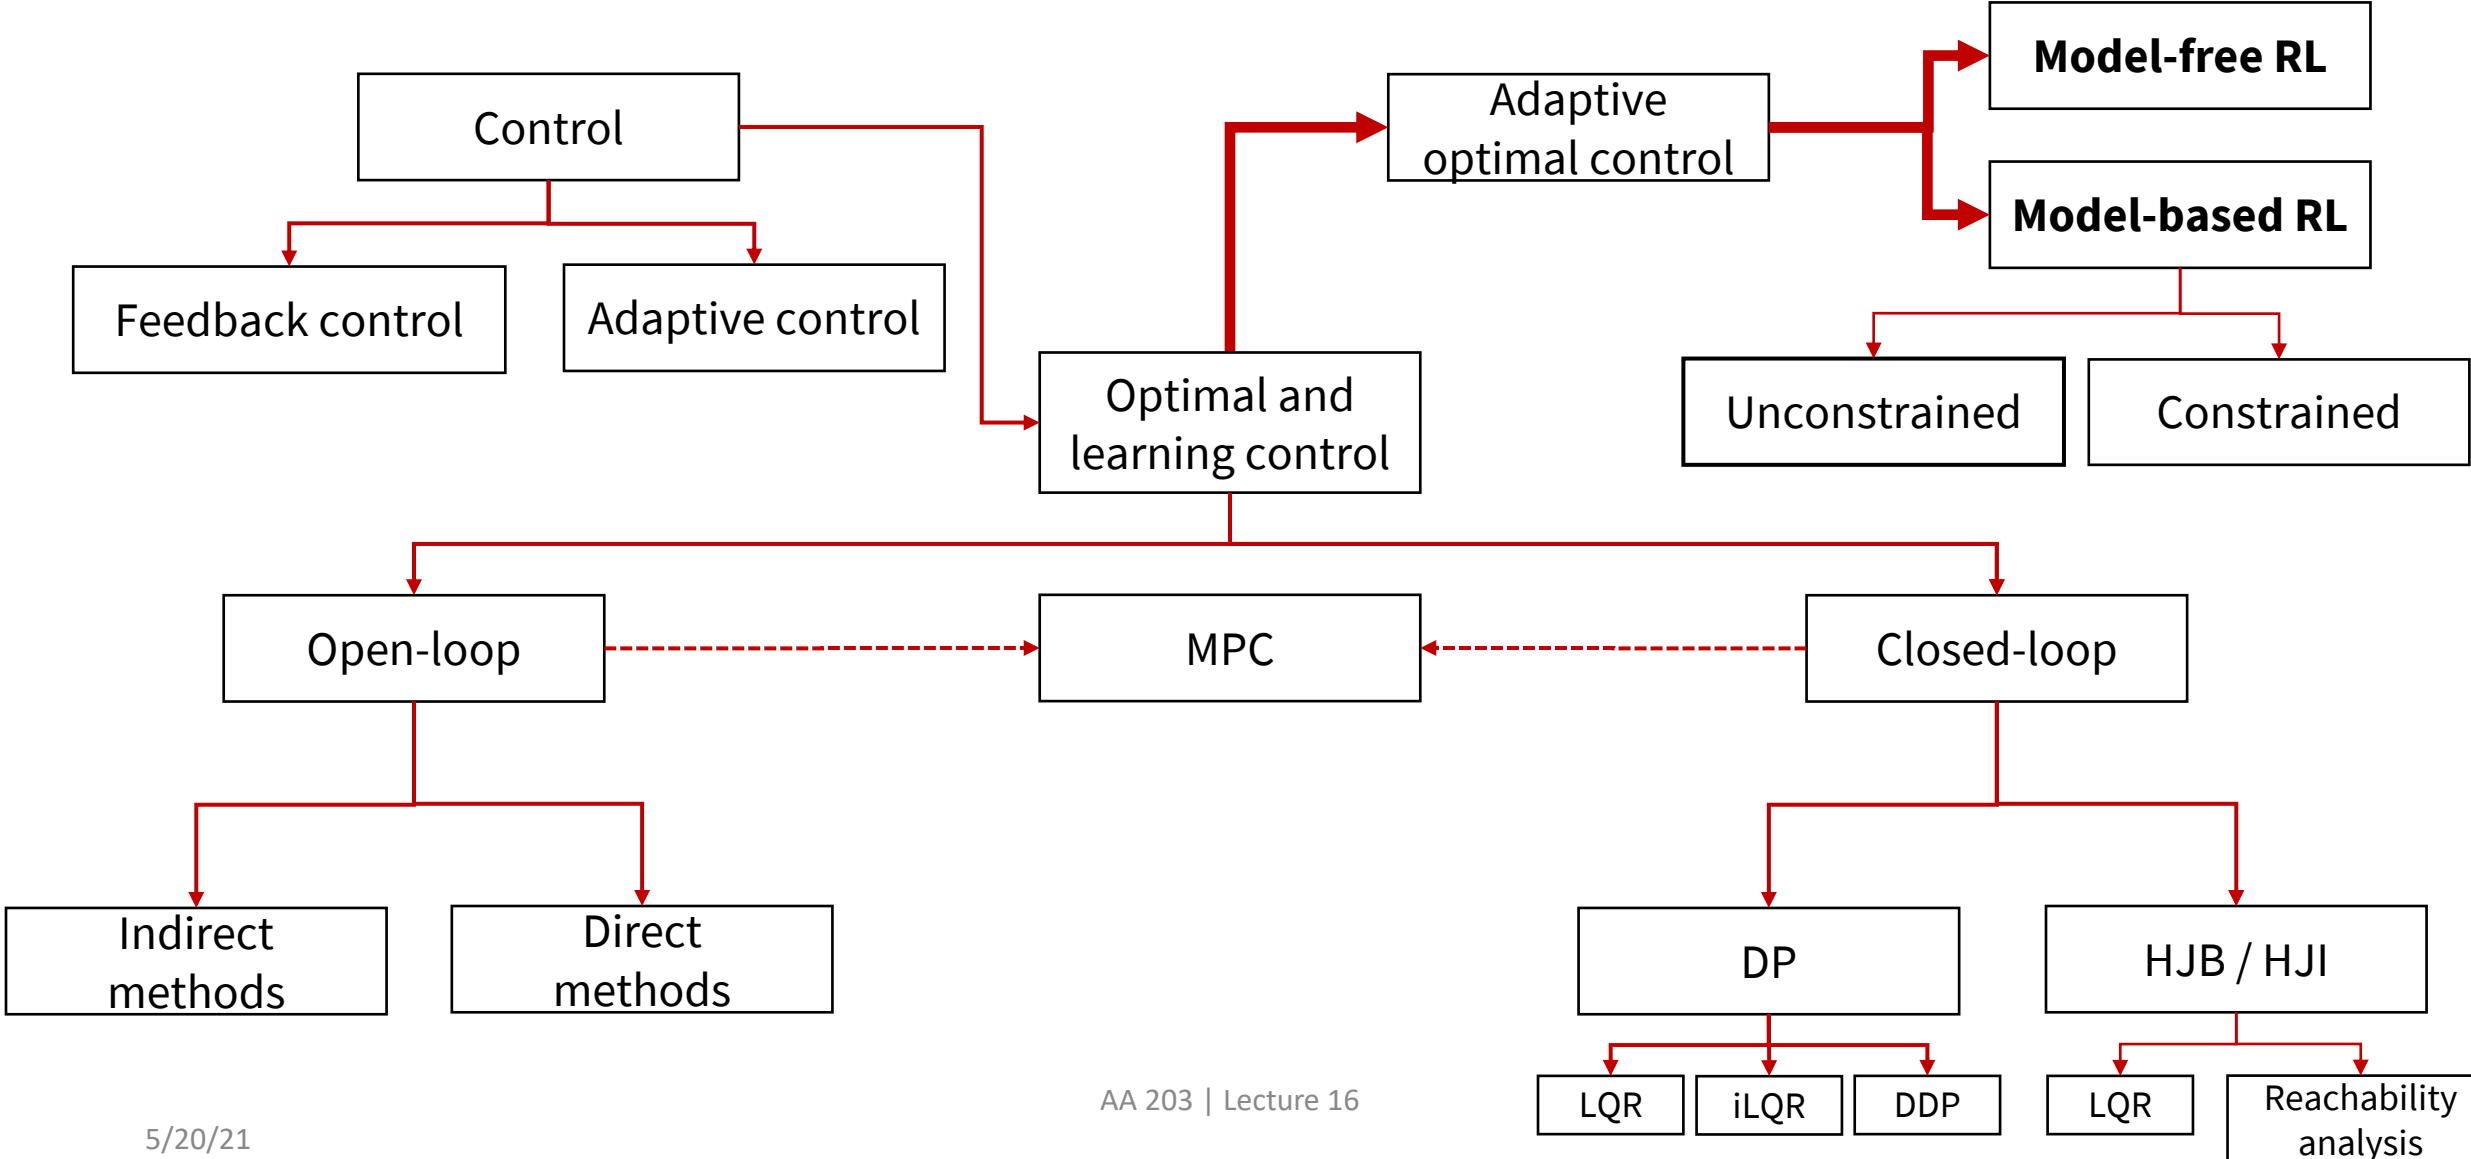 Model-free RL
Control
Adaptive
optimal control
Model-based RL
Feedback control
Adaptive control
Optimal and
learning control
Unconstrained
Constrained
Open-loop
MPC
Closed-loop
Indirect
methods
Direct
methods
DP
HJB / HJI
LQR
iLQR
DDP
LQR
Reachability
analysis
AA 203 | Lecture 16
5/20/21